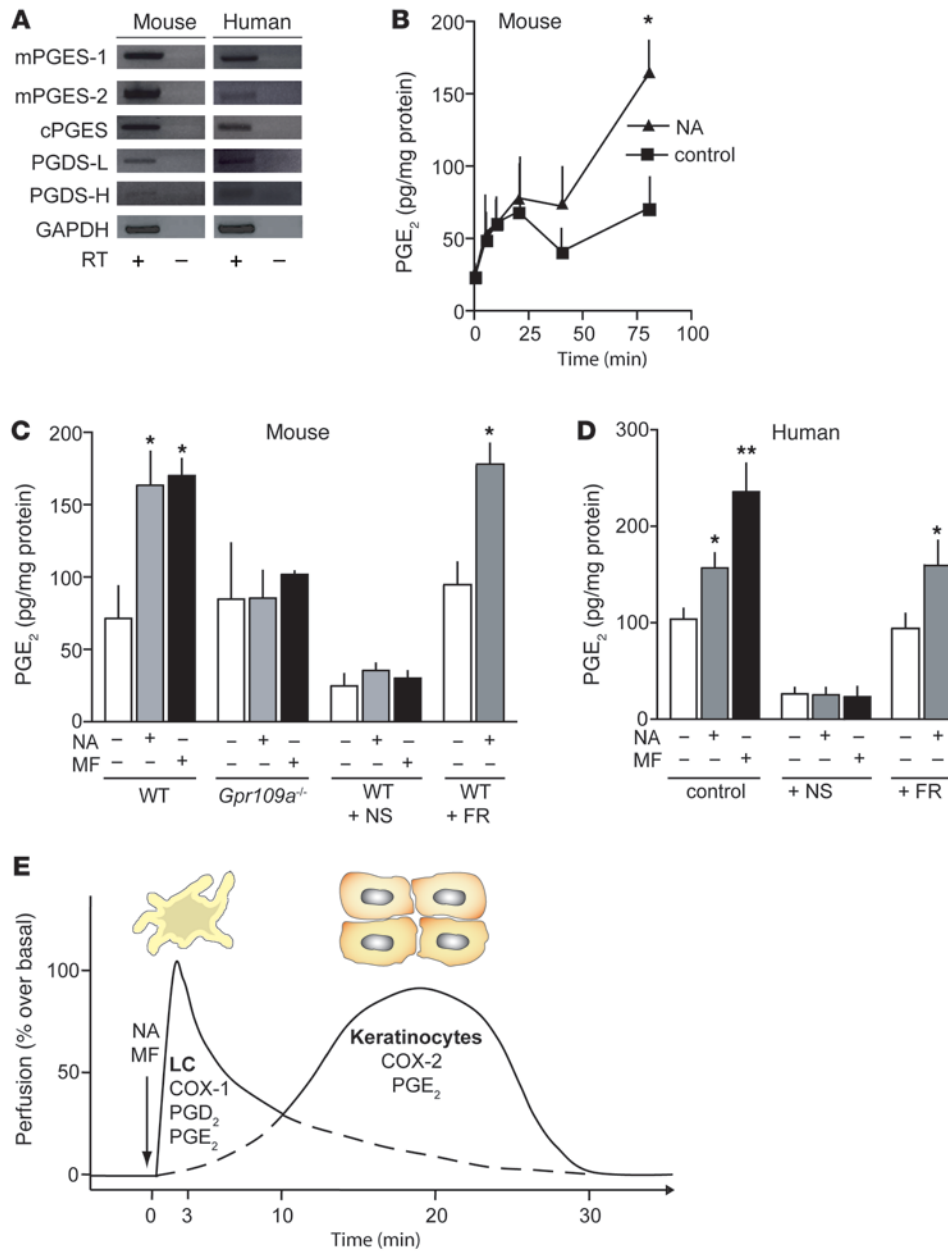 A
Mouse Human
mPGES-1
mPGES-2
cPGES
PGDS-L
PGDS-H
GAPDH
RT + − + −
B Mouse
PGE2 (pg/mg protein)
200
150
100
50
0
*
NA
control
0 25 50 75 100
Time (min)
C Mouse
PGE2 (pg/mg protein)
200
150
100
50
0
* * *
NA − + − − + − − + − − +
MF − − + − − + − − + − −
WT Gpr109a-/- WT + NS WT + FR
D Human
PGE2 (pg/mg protein)
300
200
100
0
* ** *
NA − + − − + − − +
MF − − + − − + − −
control + NS + FR
E
Perfusion (% over basal)
100
50
0
NA
MF
LC
COX-1
PGD2
PGE2
Keratinocytes
COX-2
PGE2
0 3 10 20 30
Time (min)